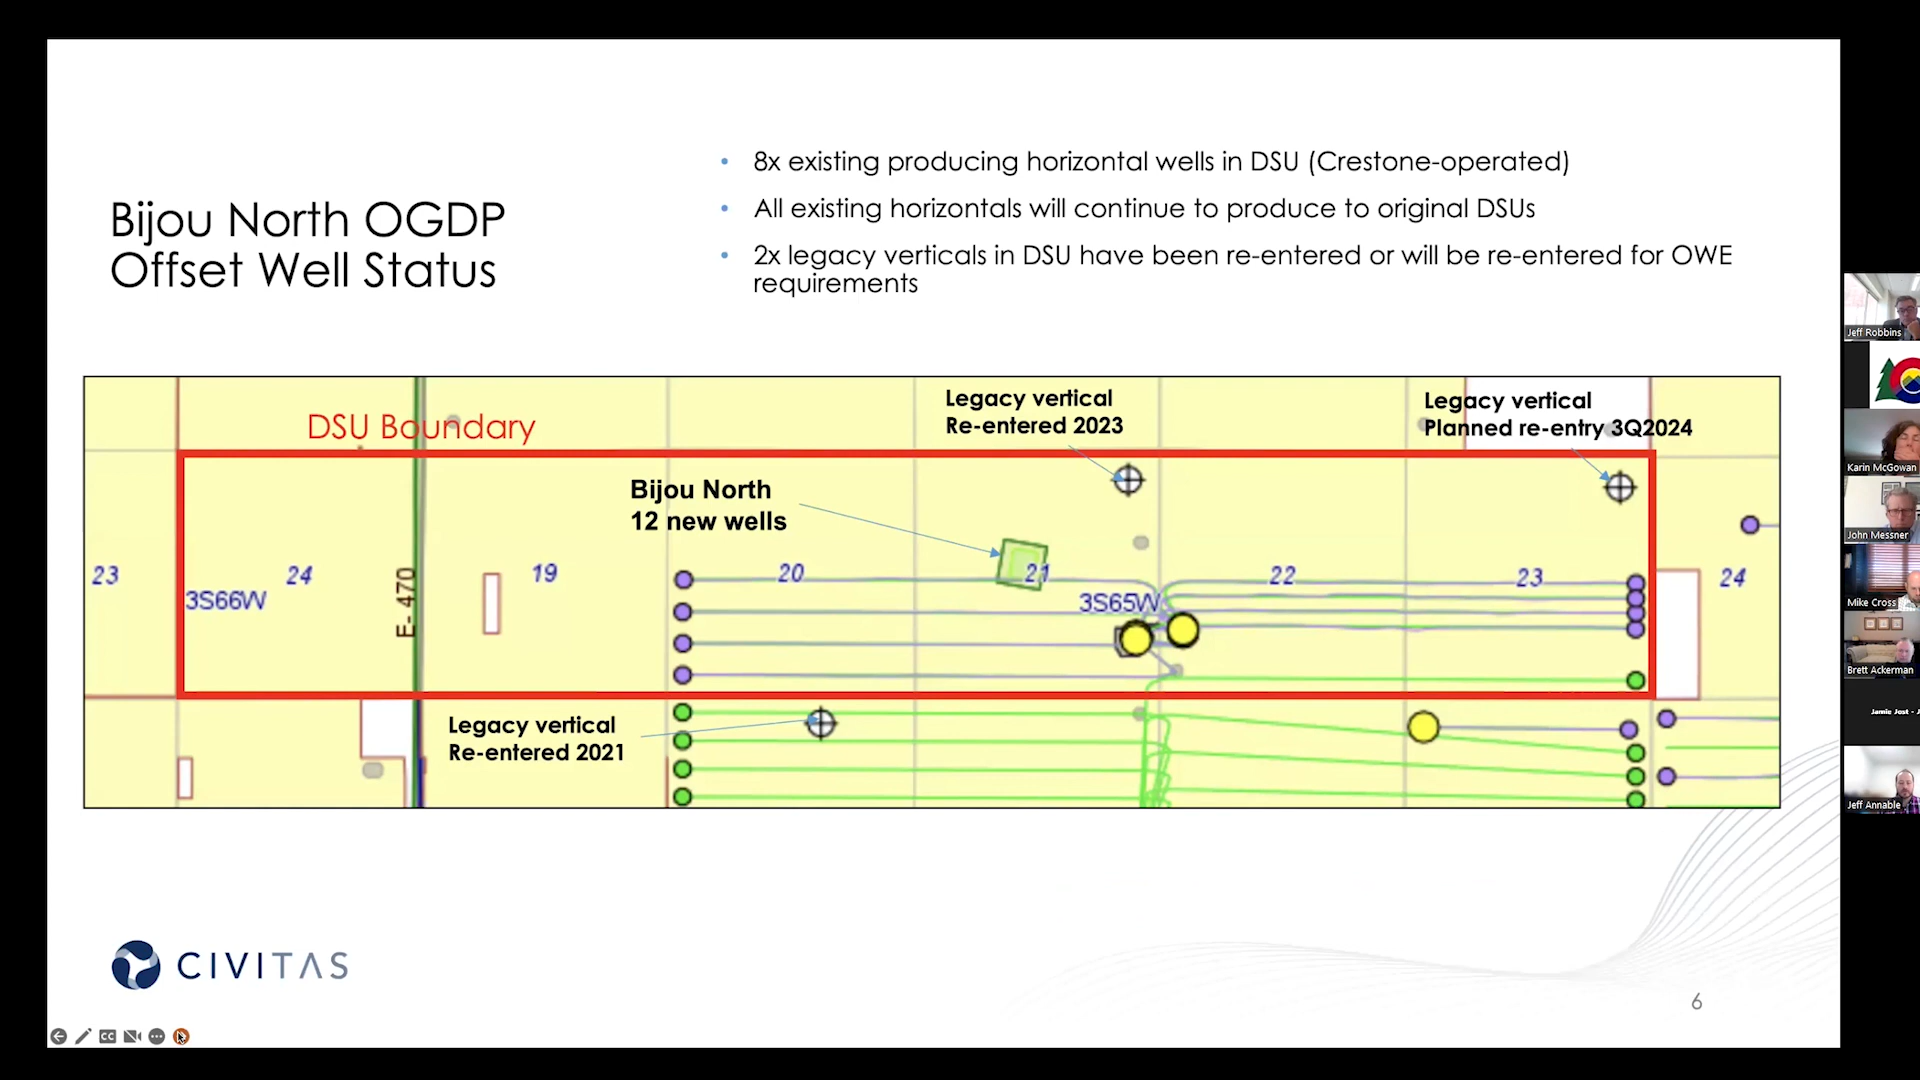 Bijou North OGDP
Offset Well Status
• 8x existing producing horizontal wells in DSU (Crestone-operated)
• All existing horizontals will continue to produce to original DSUs
• 2x legacy verticals in DSU have been re-entered or will be re-entered for OWE
requirements
DSU Boundary
Legacy vertical
Re-entered 2023
Legacy vertical
Planned re-entry 3Q2024
Bijou North
12 new wells
23
24
19
20
21
22
23
24
3S66W
E-470
3S65W
Legacy vertical
Re-entered 2021
CIVITAS
6
CC
Jeff Robbins
Karin McGowan
John Messner
Mike Cross
Brett Ackerman
Jamie Jost - J
Jeff Annable